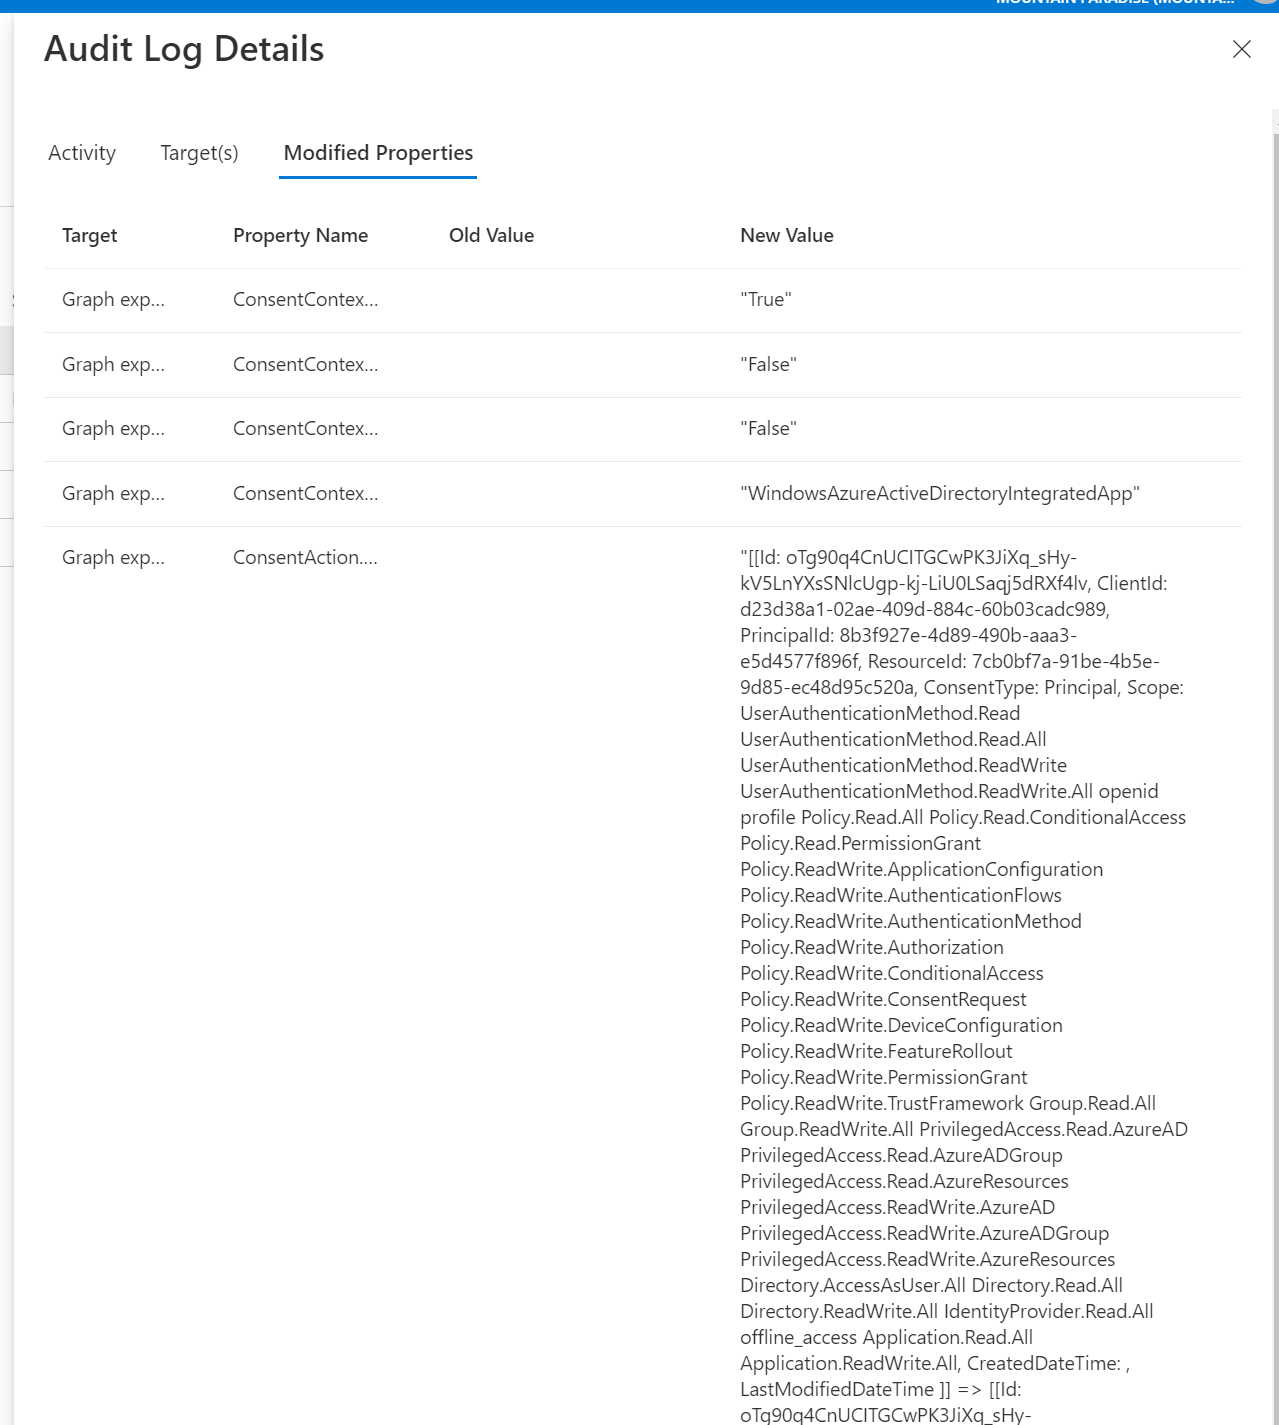 MOUNTAIN PARADISE (MOUNTA...
Audit Log Details
Activity Target(s) Modified Properties
Target Property Name Old Value New Value
Graph exp... ConsentContex... "True"
Graph exp... ConsentContex... "False"
Graph exp... ConsentContex... "False"
Graph exp... ConsentContex... "WindowsAzureActiveDirectoryIntegratedApp"
Graph exp... ConsentAction.... "[[Id: oTg90q4CnUCITGCwPK3JiXq_sHy-
kV5LnYXsSNlcUgp-kj-LiU0LSaqj5dRXf4lv, ClientId:
d23d38a1-02ae-409d-884c-60b03cadc989,
PrincipalId: 8b3f927e-4d89-490b-aaa3-
e5d4577f896f, ResourceId: 7cb0bf7a-91be-4b5e-
9d85-ec48d95c520a, ConsentType: Principal, Scope:
UserAuthenticationMethod.Read
UserAuthenticationMethod.Read.All
UserAuthenticationMethod.ReadWrite
UserAuthenticationMethod.ReadWrite.All openid
profile Policy.Read.All Policy.Read.ConditionalAccess
Policy.Read.PermissionGrant
Policy.ReadWrite.ApplicationConfiguration
Policy.ReadWrite.AuthenticationFlows
Policy.ReadWrite.AuthenticationMethod
Policy.ReadWrite.Authorization
Policy.ReadWrite.ConditionalAccess
Policy.ReadWrite.ConsentRequest
Policy.ReadWrite.DeviceConfiguration
Policy.ReadWrite.FeatureRollout
Policy.ReadWrite.PermissionGrant
Policy.ReadWrite.TrustFramework Group.Read.All
Group.ReadWrite.All PrivilegedAccess.Read.AzureAD
PrivilegedAccess.Read.AzureADGroup
PrivilegedAccess.Read.AzureResources
PrivilegedAccess.ReadWrite.AzureAD
PrivilegedAccess.ReadWrite.AzureADGroup
PrivilegedAccess.ReadWrite.AzureResources
Directory.AccessAsUser.All Directory.Read.All
Directory.ReadWrite.All IdentityProvider.Read.All
offline_access Application.Read.All
Application.ReadWrite.All, CreatedDateTime: ,
LastModifiedDateTime ]] => [[Id:
oTg90q4CnUCITGCwPK3JiXq_sHy-